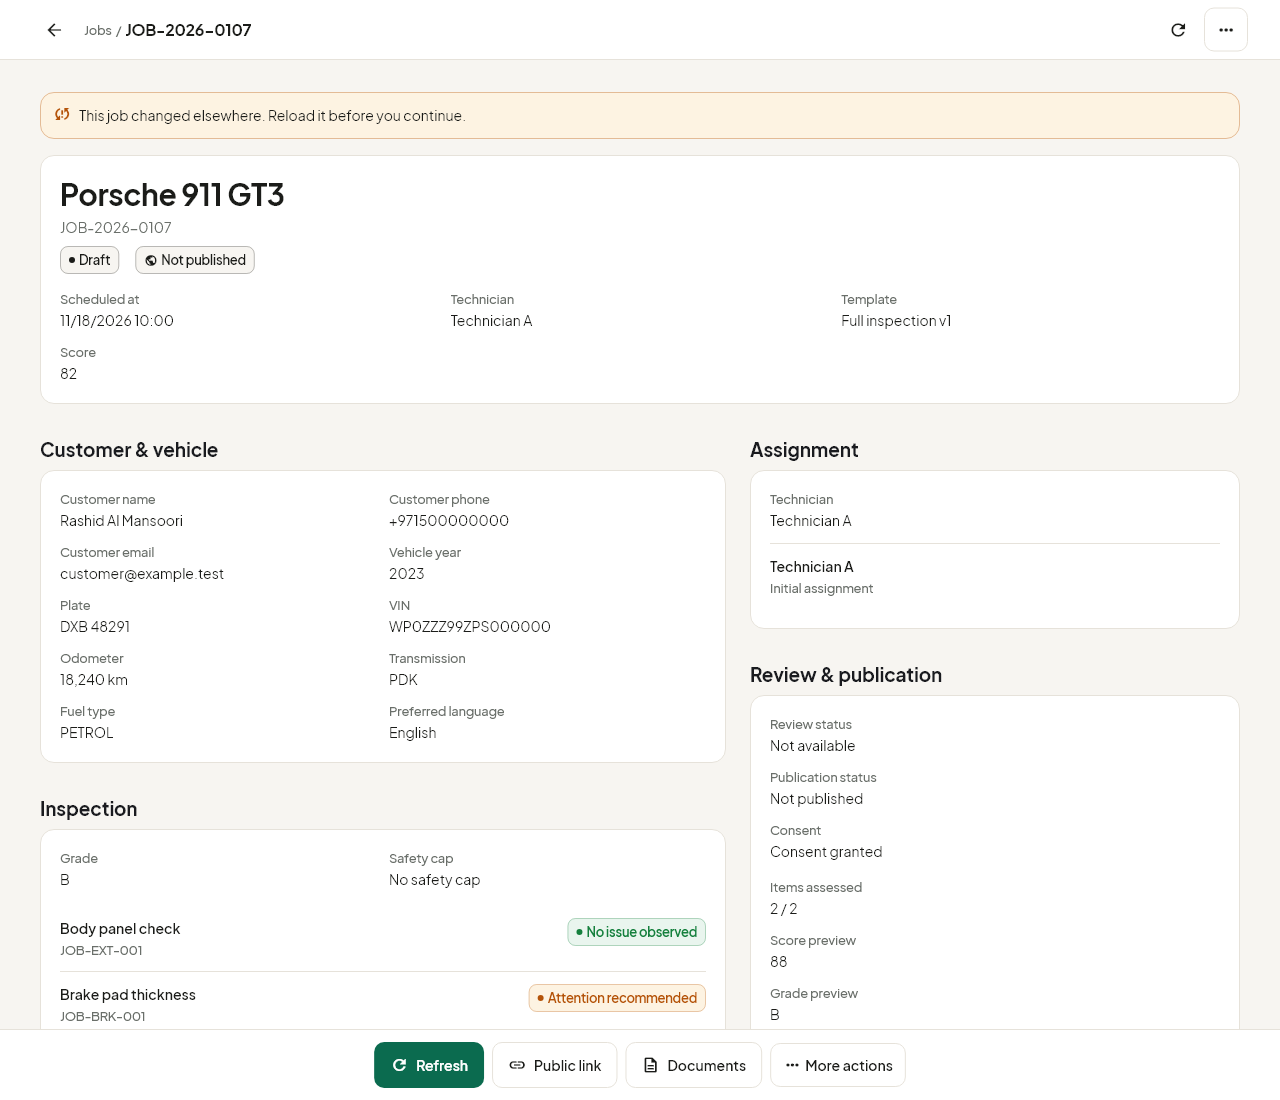 Jobs / JOB-2026-0107
This job changed elsewhere. Reload it before you continue.
Porsche 911 GT3
JOB-2026-0107
Draft
Not published
Scheduled at
11/18/2026 10:00
Technician
Technician A
Template
Full inspection v1
Score
82
Customer & vehicle
Customer name
Rashid Al Mansoori
Customer phone
+971500000000
Customer email
customer@example.test
Vehicle year
2023
Plate
DXB 48291
VIN
WP0ZZZ99ZPS000000
Odometer
18,240 km
Transmission
PDK
Fuel type
PETROL
Preferred language
English
Inspection
Grade
B
Safety cap
No safety cap
Body panel check
JOB-EXT-001
No issue observed
Brake pad thickness
JOB-BRK-001
Attention recommended
Assignment
Technician
Technician A
Technician A
Initial assignment
Review & publication
Review status
Not available
Publication status
Not published
Consent
Consent granted
Items assessed
2 / 2
Score preview
88
Grade preview
B
Refresh
Public link
Documents
More actions